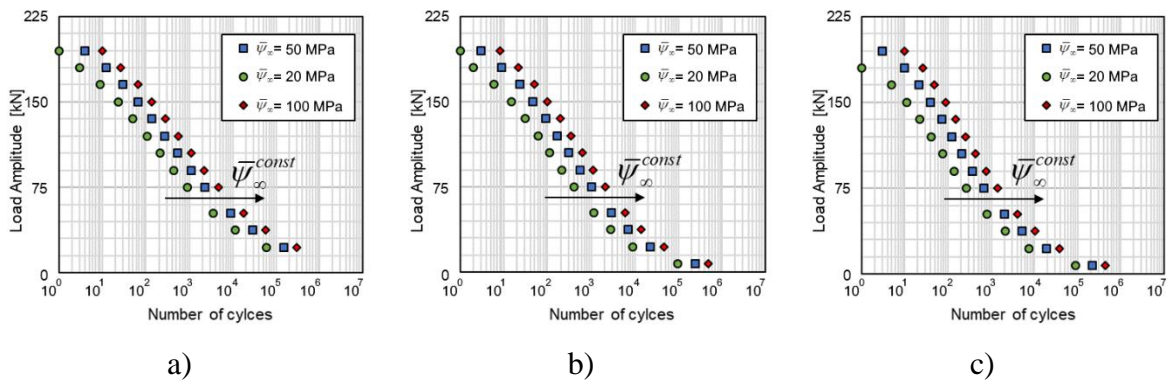 225
150
75
0
Load Amplitude [kN]
ψ̅∞= 50 MPa
ψ̅∞= 20 MPa
ψ̅∞= 100 MPa
ψ̅∞^const
10^0 10^1 10^2 10^3 10^4 10^5 10^6 10^7
Number of cylces
a)
225
150
75
0
Load Amplitude [kN]
ψ̅∞= 50 MPa
ψ̅∞= 20 MPa
ψ̅∞= 100 MPa
ψ̅∞^const
10^0 10^1 10^2 10^3 10^4 10^5 10^6 10^7
Number of cylces
b)
225
150
75
0
Load Amplitude [kN]
ψ̅∞= 50 MPa
ψ̅∞= 20 MPa
ψ̅∞= 100 MPa
ψ̅∞^const
10^0 10^1 10^2 10^3 10^4 10^5 10^6 10^7
Number of cylces
c)